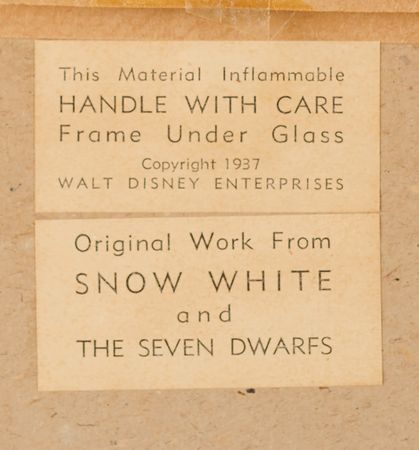 This Material Inflammable
HANDLE WITH CARE
Frame Under Glass
Copyright 1937
WALT DISNEY ENTERPRISES
Original Work From
SNOW WHITE
and
THE SEVEN DWARFS